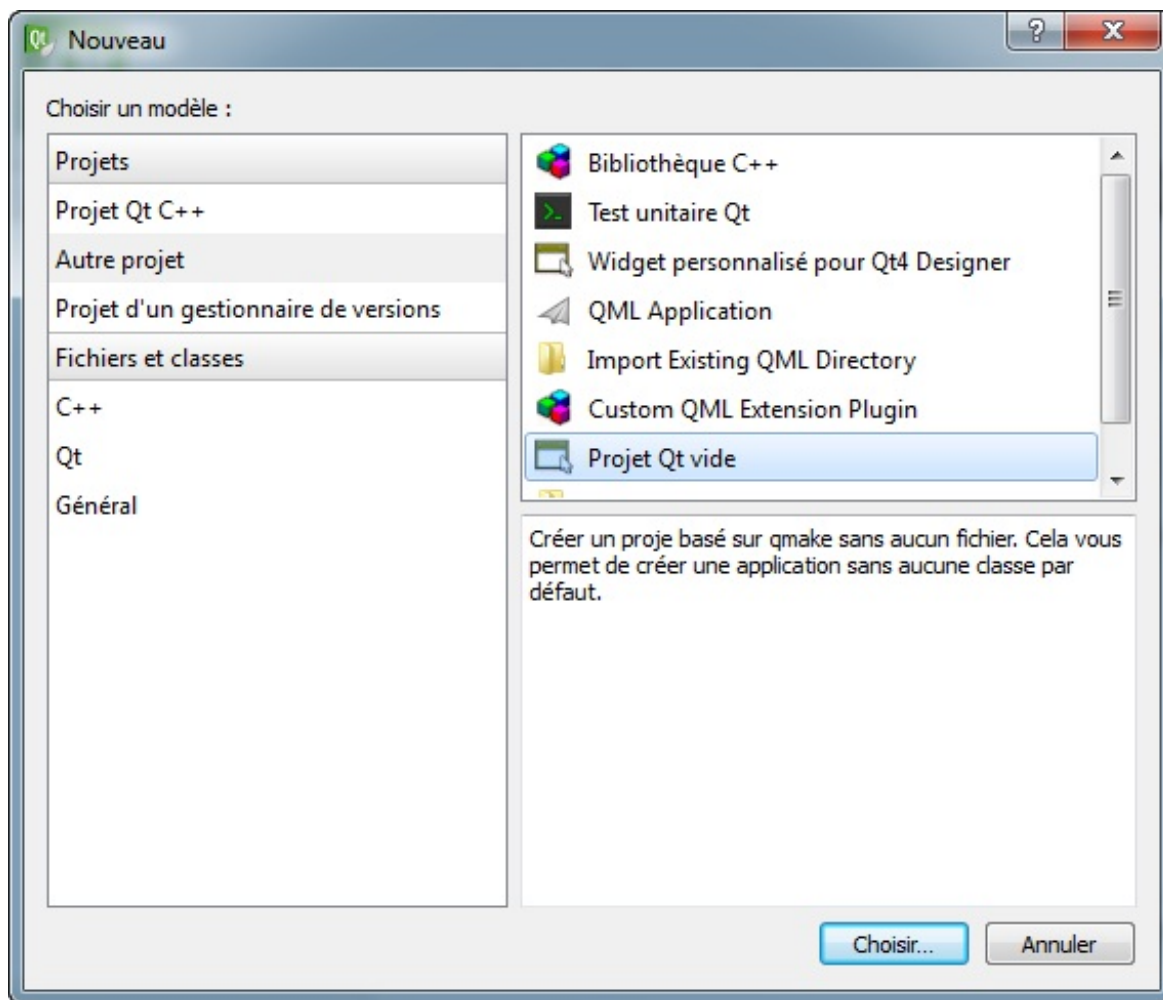 Nouveau
Choisir un modèle :
Projets
Projet Qt C++
Autre projet
Projet d'un gestionnaire de versions
Fichiers et classes
C++
Qt
Général
Bibliothèque C++
Test unitaire Qt
Widget personnalisé pour Qt4 Designer
QML Application
Import Existing QML Directory
Custom QML Extension Plugin
Projet Qt vide
Créer un proje basé sur qmake sans aucun fichier. Cela vous
permet de créer une application sans aucune classe par
défaut.
Choisir...
Annuler